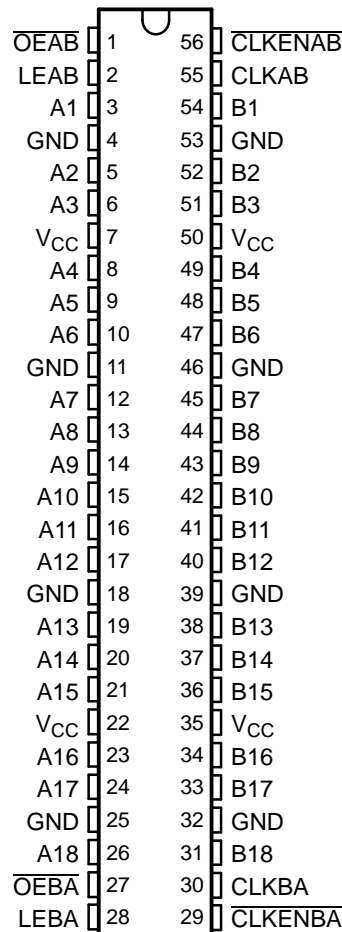 OEAB 1 56 CLKENAB
LEAB 2 55 CLKAB
A1 3 54 B1
GND 4 53 GND
A2 5 52 B2
A3 6 51 B3
VCC 7 50 VCC
A4 8 49 B4
A5 9 48 B5
A6 10 47 B6
GND 11 46 GND
A7 12 45 B7
A8 13 44 B8
A9 14 43 B9
A10 15 42 B10
A11 16 41 B11
A12 17 40 B12
GND 18 39 GND
A13 19 38 B13
A14 20 37 B14
A15 21 36 B15
VCC 22 35 VCC
A16 23 34 B16
A17 24 33 B17
GND 25 32 GND
A18 26 31 B18
OEBA 27 30 CLKBA
LEBA 28 29 CLKENBA